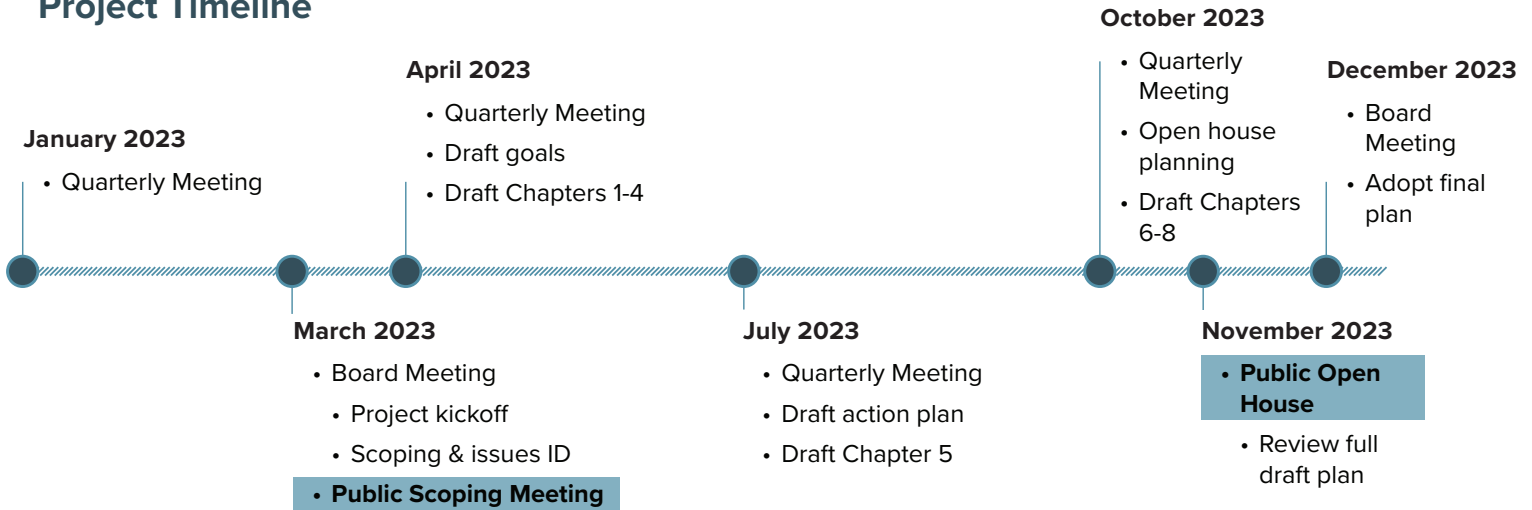 Project Timeline
January 2023
• Quarterly Meeting
March 2023
• Board Meeting
• Project kickoff
• Scoping & issues ID
• Public Scoping Meeting
April 2023
• Quarterly Meeting
• Draft goals
• Draft Chapters 1-4
July 2023
• Quarterly Meeting
• Draft action plan
• Draft Chapter 5
October 2023
• Quarterly
Meeting
• Open house
planning
• Draft Chapters
6-8
November 2023
• Public Open
House
• Review full
draft plan
December 2023
• Board
Meeting
• Adopt final
plan